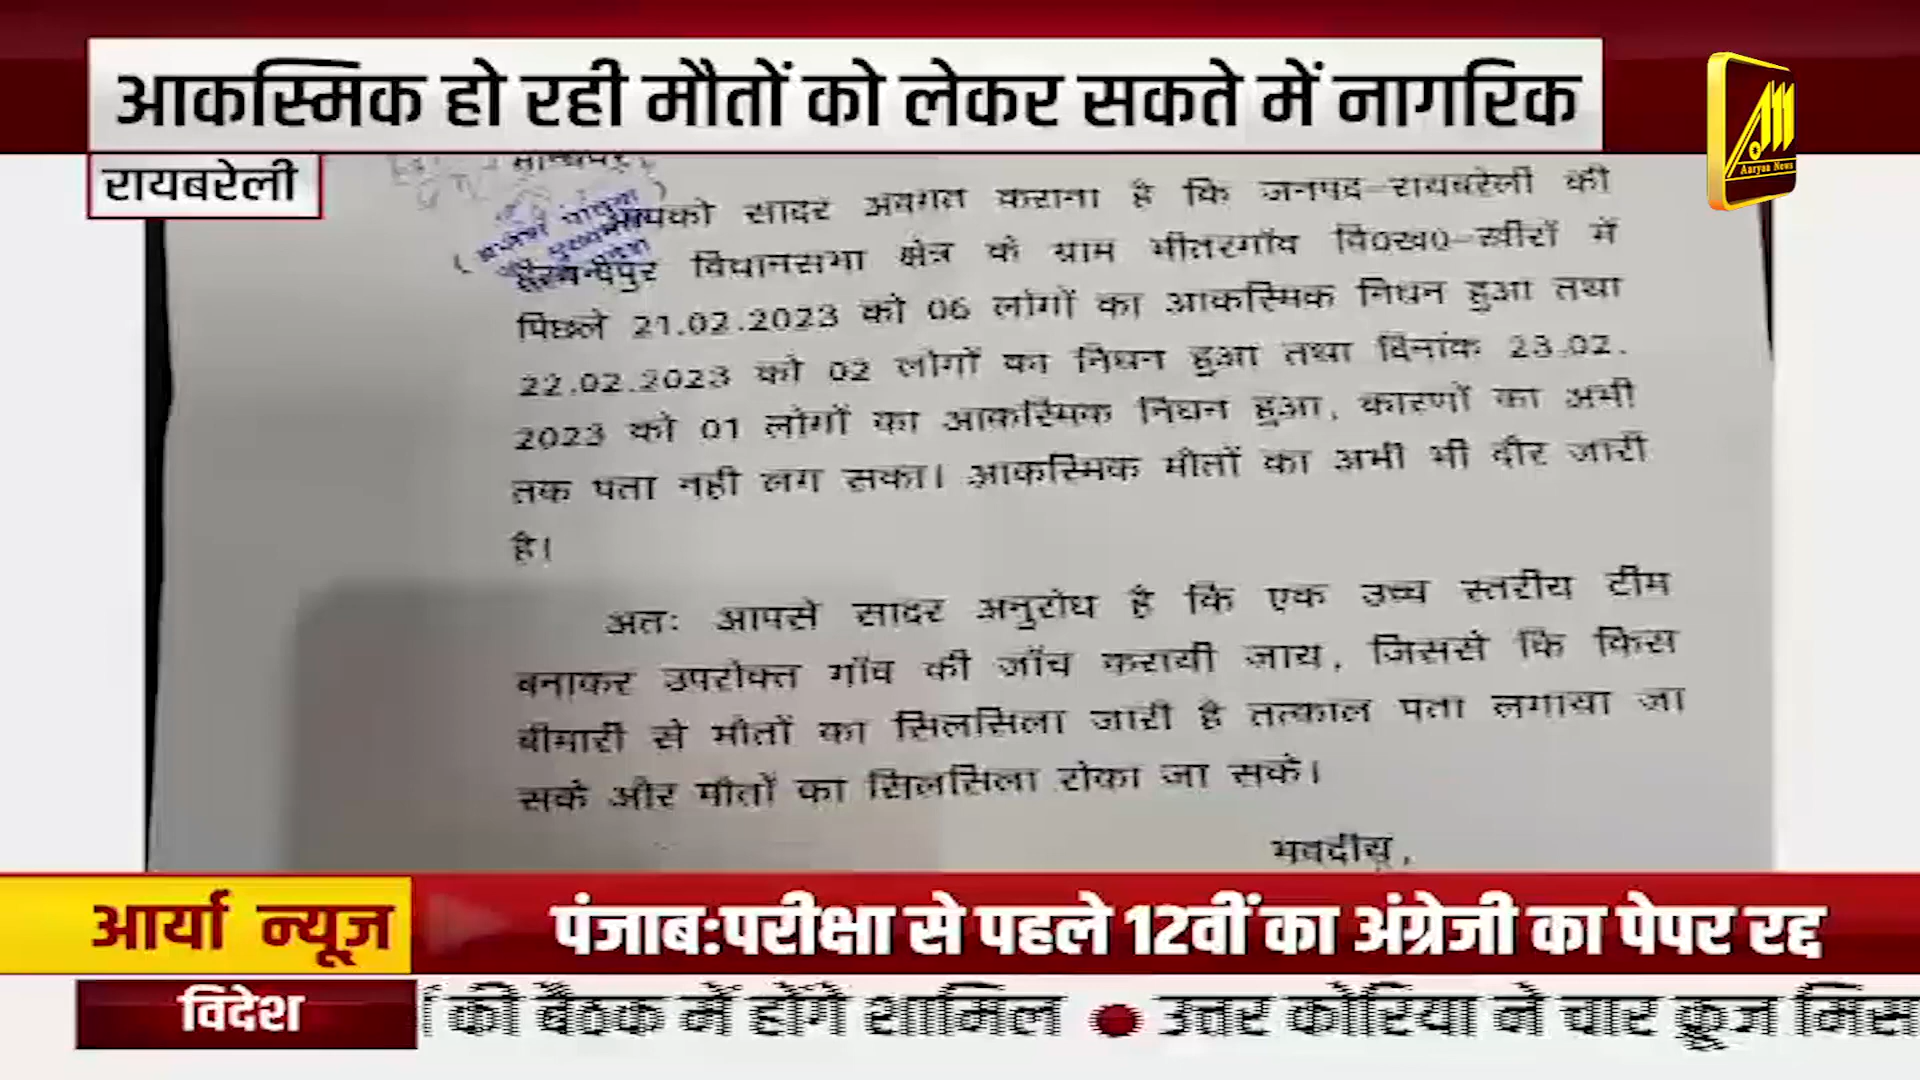 आकस्मिक हो रही मौतों को लेकर सकते में नागरिक
रायबरेली
Aaryaa News
मान्यवर,
आपको सादर अवगत कराना है कि जनपद-रायबरेली की
विधानसभा क्षेत्र के ग्राम भीतरगॉव वि0ख0-खीरों में
पिछले 21.02.2023 को 06 लोगों का आकस्मिक निधन हुआ तथा
22.02.2023 को 02 लोगों का निधन हुआ तथा दिनांक 23.02.
2023 को 01 लोगों का आकस्मिक निधन हुआ, कारणों का अभी
तक पता नही लग सका। आकस्मिक मौतों का अभी भी दौर जारी
है।
अतः आपसे सादर अनुरोध है कि एक उच्च स्तरीय टीम
बनाकर उपरोक्त गॉव की जॉच करायी जाय, जिससे कि किस
बीमारी से मौतों का सिलसिला जारी है तत्काल पता लगाया जा
सके और मौतों का सिलसिला रोका जा सके।
भवदीय,
आर्या न्यूज़
पंजाब:परीक्षा से पहले 12वीं का अंग्रेजी का पेपर रद्द
विदेश
की बैठक में होंगे शामिल ● उत्तर कोरिया ने चार क्रूज मिस